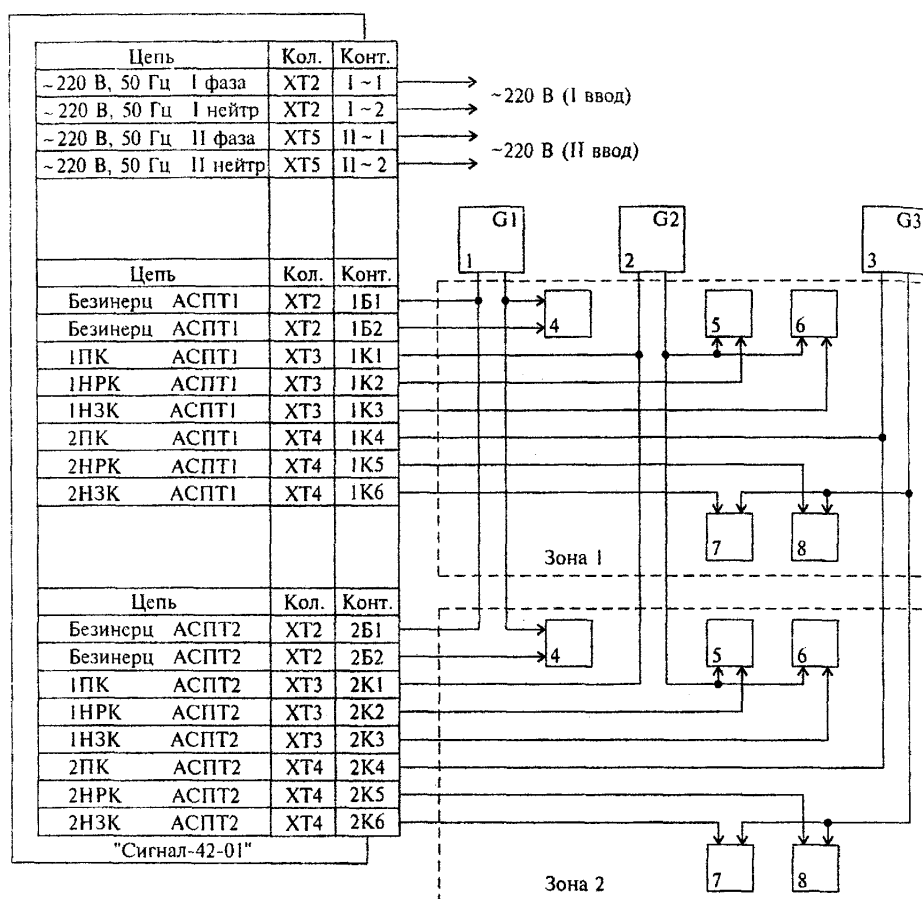 Цепь Кол. Конт.
~220 В, 50 Гц I фаза XT2 I ~ 1
~220 В, 50 Гц I нейтр XT2 I ~ 2
~220 В, 50 Гц II фаза XT5 II ~ 1
~220 В, 50 Гц II нейтр XT5 II ~ 2
~220 В (I ввод)
~220 В (II ввод)
G1 G2 G3
1 2 3
Цепь Кол. Конт.
Безинерц АСПТ1 XT2 1Б1
Безинерц АСПТ1 XT2 1Б2
1ПК АСПТ1 XT3 1К1
1НРК АСПТ1 XT3 1К2
1НЗК АСПТ1 XT3 1К3
2ПК АСПТ1 XT4 1К4
2НРК АСПТ1 XT4 1К5
2НЗК АСПТ1 XT4 1К6
4 5 6
7 8
Зона 1
Цепь Кол. Конт.
Безинерц АСПТ2 XT2 2Б1
Безинерц АСПТ2 XT2 2Б2
1ПК АСПТ2 XT3 2К1
1НРК АСПТ2 XT3 2К2
1НЗК АСПТ2 XT3 2К3
2ПК АСПТ2 XT4 2К4
2НРК АСПТ2 XT4 2К5
2НЗК АСПТ2 XT4 2К6
"Сигнал-42-01"
4 5 6
7 8
Зона 2